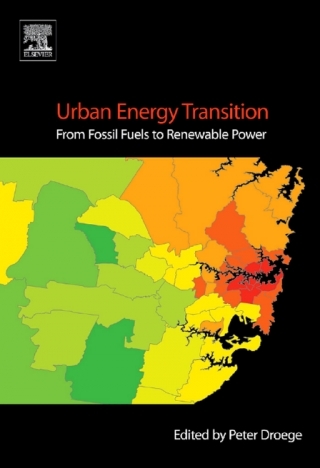 ELSEVIER
Urban Energy Transition
From Fossil Fuels to Renewable Power
Edited by Peter Droege